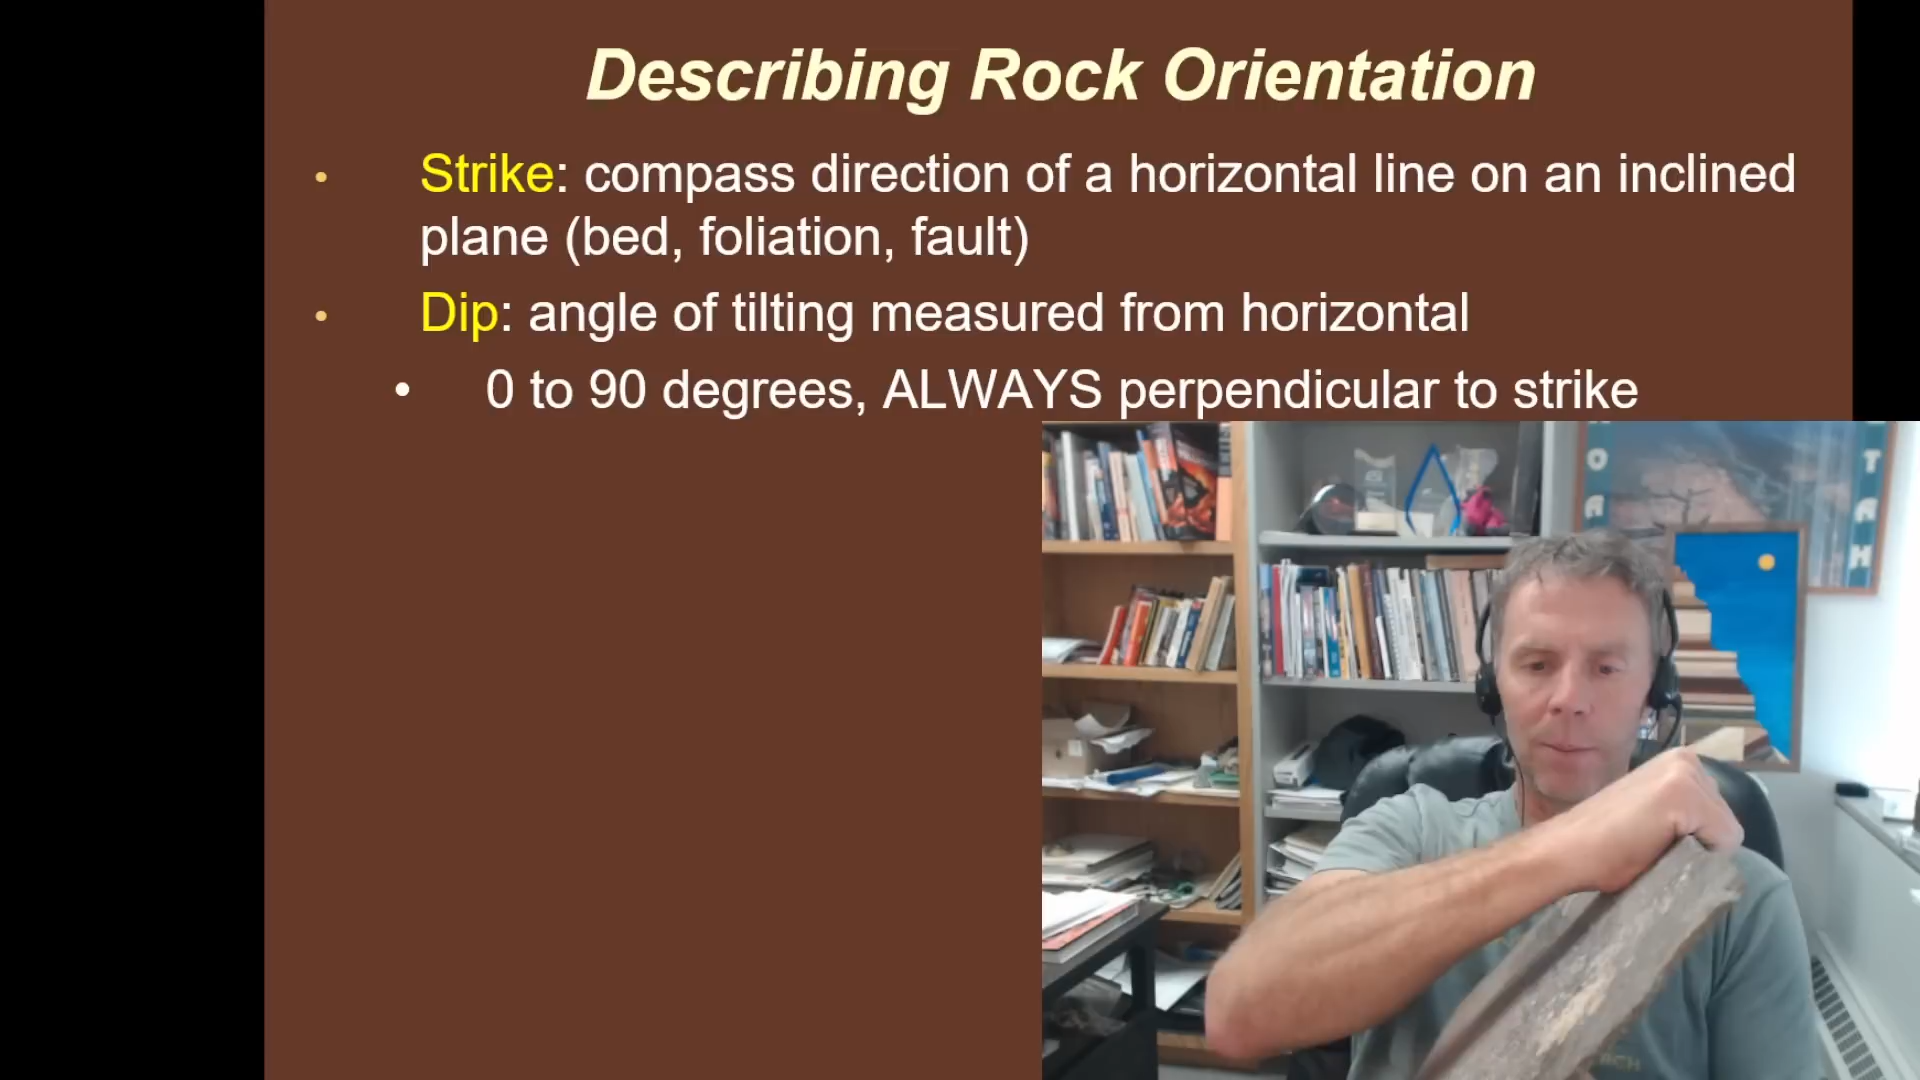 Describing Rock Orientation
• Strike: compass direction of a horizontal line on an inclined
plane (bed, foliation, fault)
• Dip: angle of tilting measured from horizontal
• 0 to 90 degrees, ALWAYS perpendicular to strike